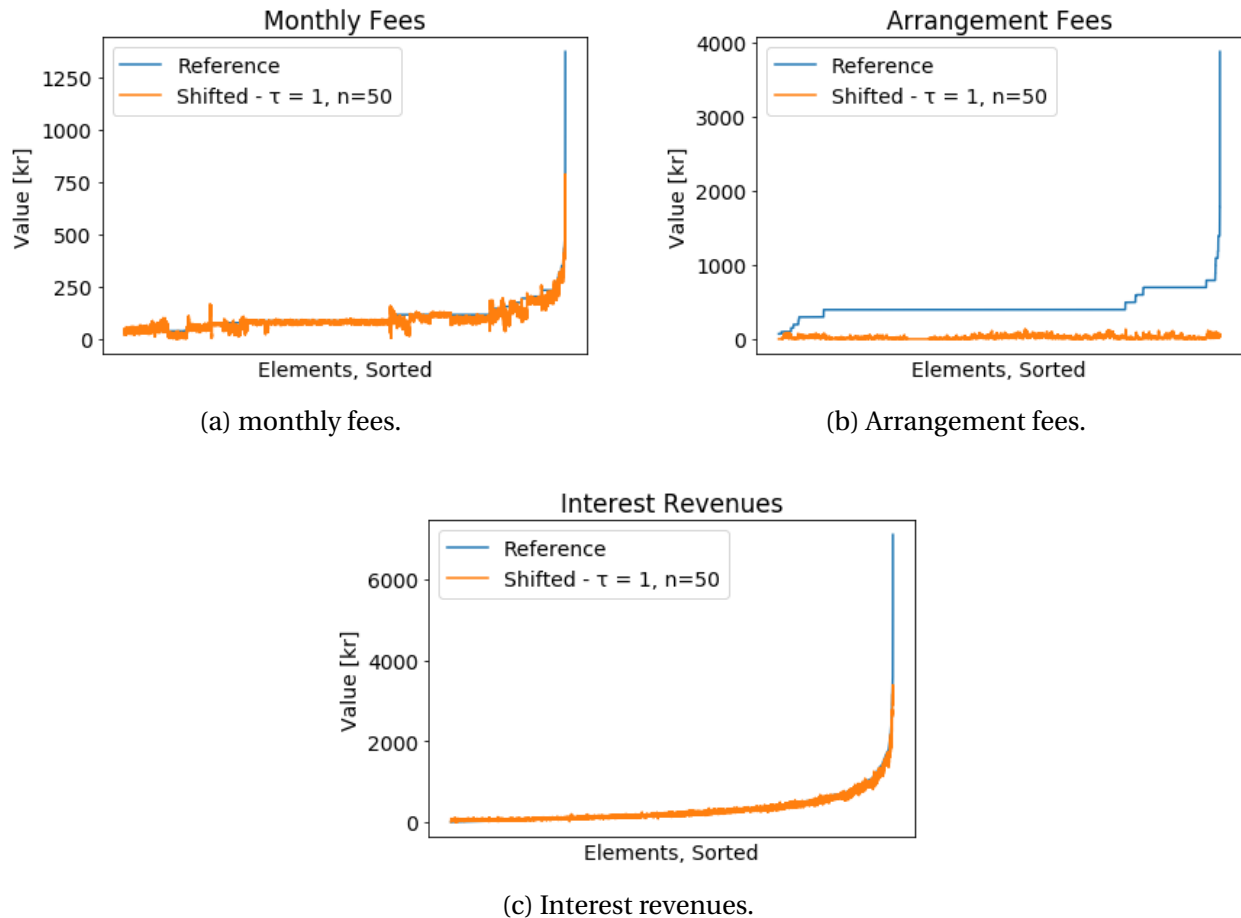 Monthly Fees
Reference
Shifted - τ = 1, n=50
1250
1000
750
500
250
0
Value [kr]
Elements, Sorted
(a) monthly fees.
Arrangement Fees
Reference
Shifted - τ = 1, n=50
4000
3000
2000
1000
0
Value [kr]
Elements, Sorted
(b) Arrangement fees.
Interest Revenues
Reference
Shifted - τ = 1, n=50
6000
4000
2000
0
Value [kr]
Elements, Sorted
(c) Interest revenues.